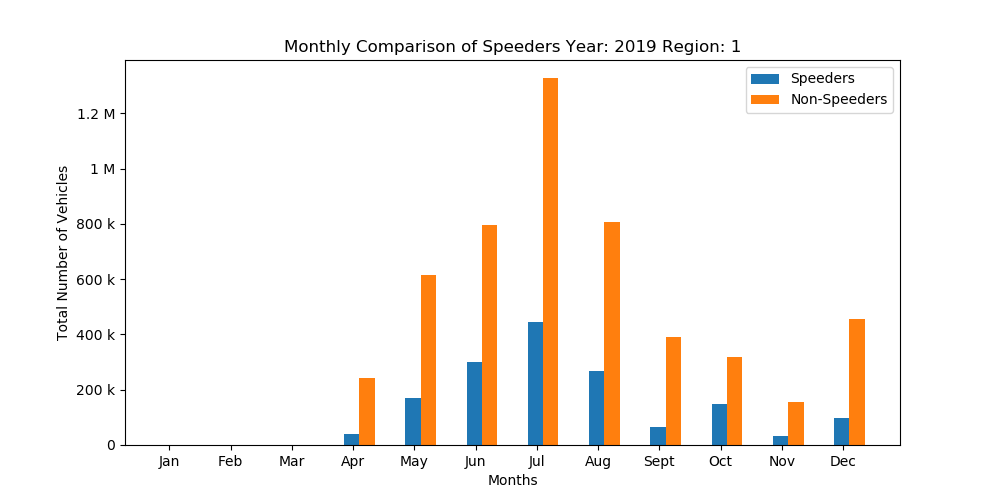 Monthly Comparison of Speeders Year: 2019 Region: 1
Speeders
Non-Speeders
Total Number of Vehicles
1.2 M
1 M
800 k
600 k
400 k
200 k
0
Jan Feb Mar Apr May Jun Jul Aug Sept Oct Nov Dec
Months